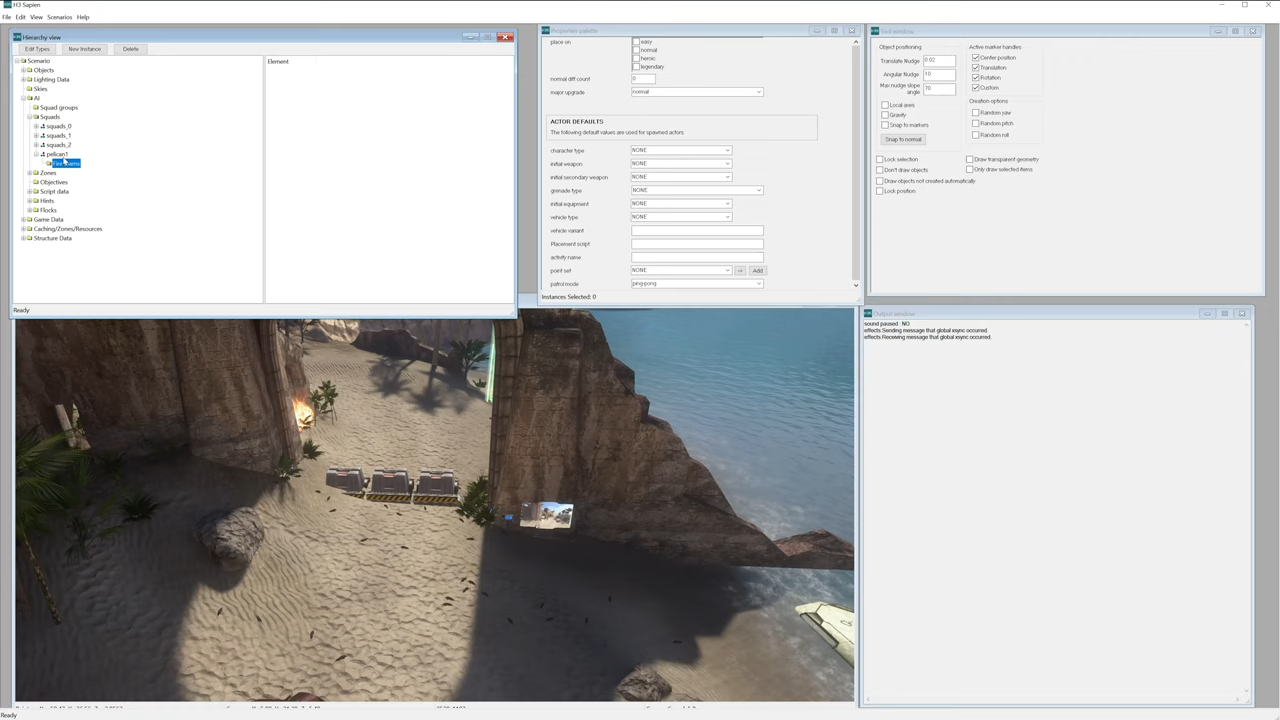 H3 Sapien
File Edit View Scenarios Help
Hierarchy view
Edit Types New Instance Delete
Scenario
Objects
Lighting Data
Skies
AI
Squad groups
Squads
squads_0
squads_1
squads_2
pelican1
Zones
Objectives
Script data
Hints
Flocks
Game Data
Caching/Zones/Resources
Structure Data
Element
Ready
Properties palette
place on
easy
normal
heroic
legendary
normal diff count 0
major upgrade normal
ACTOR DEFAULTS
The following default values are used for spawned actors.
character type NONE
initial weapon NONE
initial secondary weapon NONE
grenade type NONE
initial equipment NONE
vehicle type NONE
vehicle variant
Placement script
activity name
point set NONE Add
patrol mode ping-pong
Instances Selected: 0
Tool window
Object positioning
Translate Nudge 0.02
Angular Nudge 10
Max nudge slope angle 70
Local axes
Gravity
Snap to markers
Snap to normal
Active marker handles
Center position
Translation
Rotation
Custom
Creation options
Random yaw
Random pitch
Random roll
Lock selection
Don't draw objects
Draw objects not created automatically
Lock position
Draw transparent geometry
Only draw selected items
Output window
sound paused: NO
effects:Sending message that global xsync occurred.
effects:Receiving message that global xsync occurred.
Ready